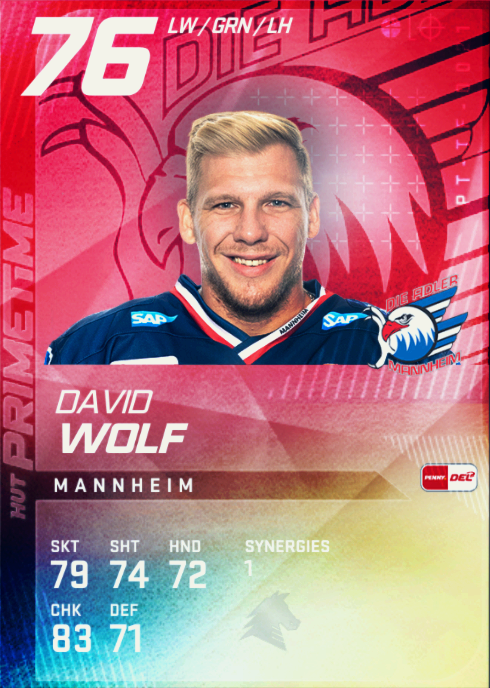 76
LW / GRN / LH
DIE ADLER
HUT PRIMETIME
SAP
SAP
MANNHEIM
DIE ADLER
MANNHEIM
DAVID
WOLF
MANNHEIM
PENNY. DEL
SKT
SHT
HND
SYNERGIES
79
74
72
1
CHK
DEF
83
71